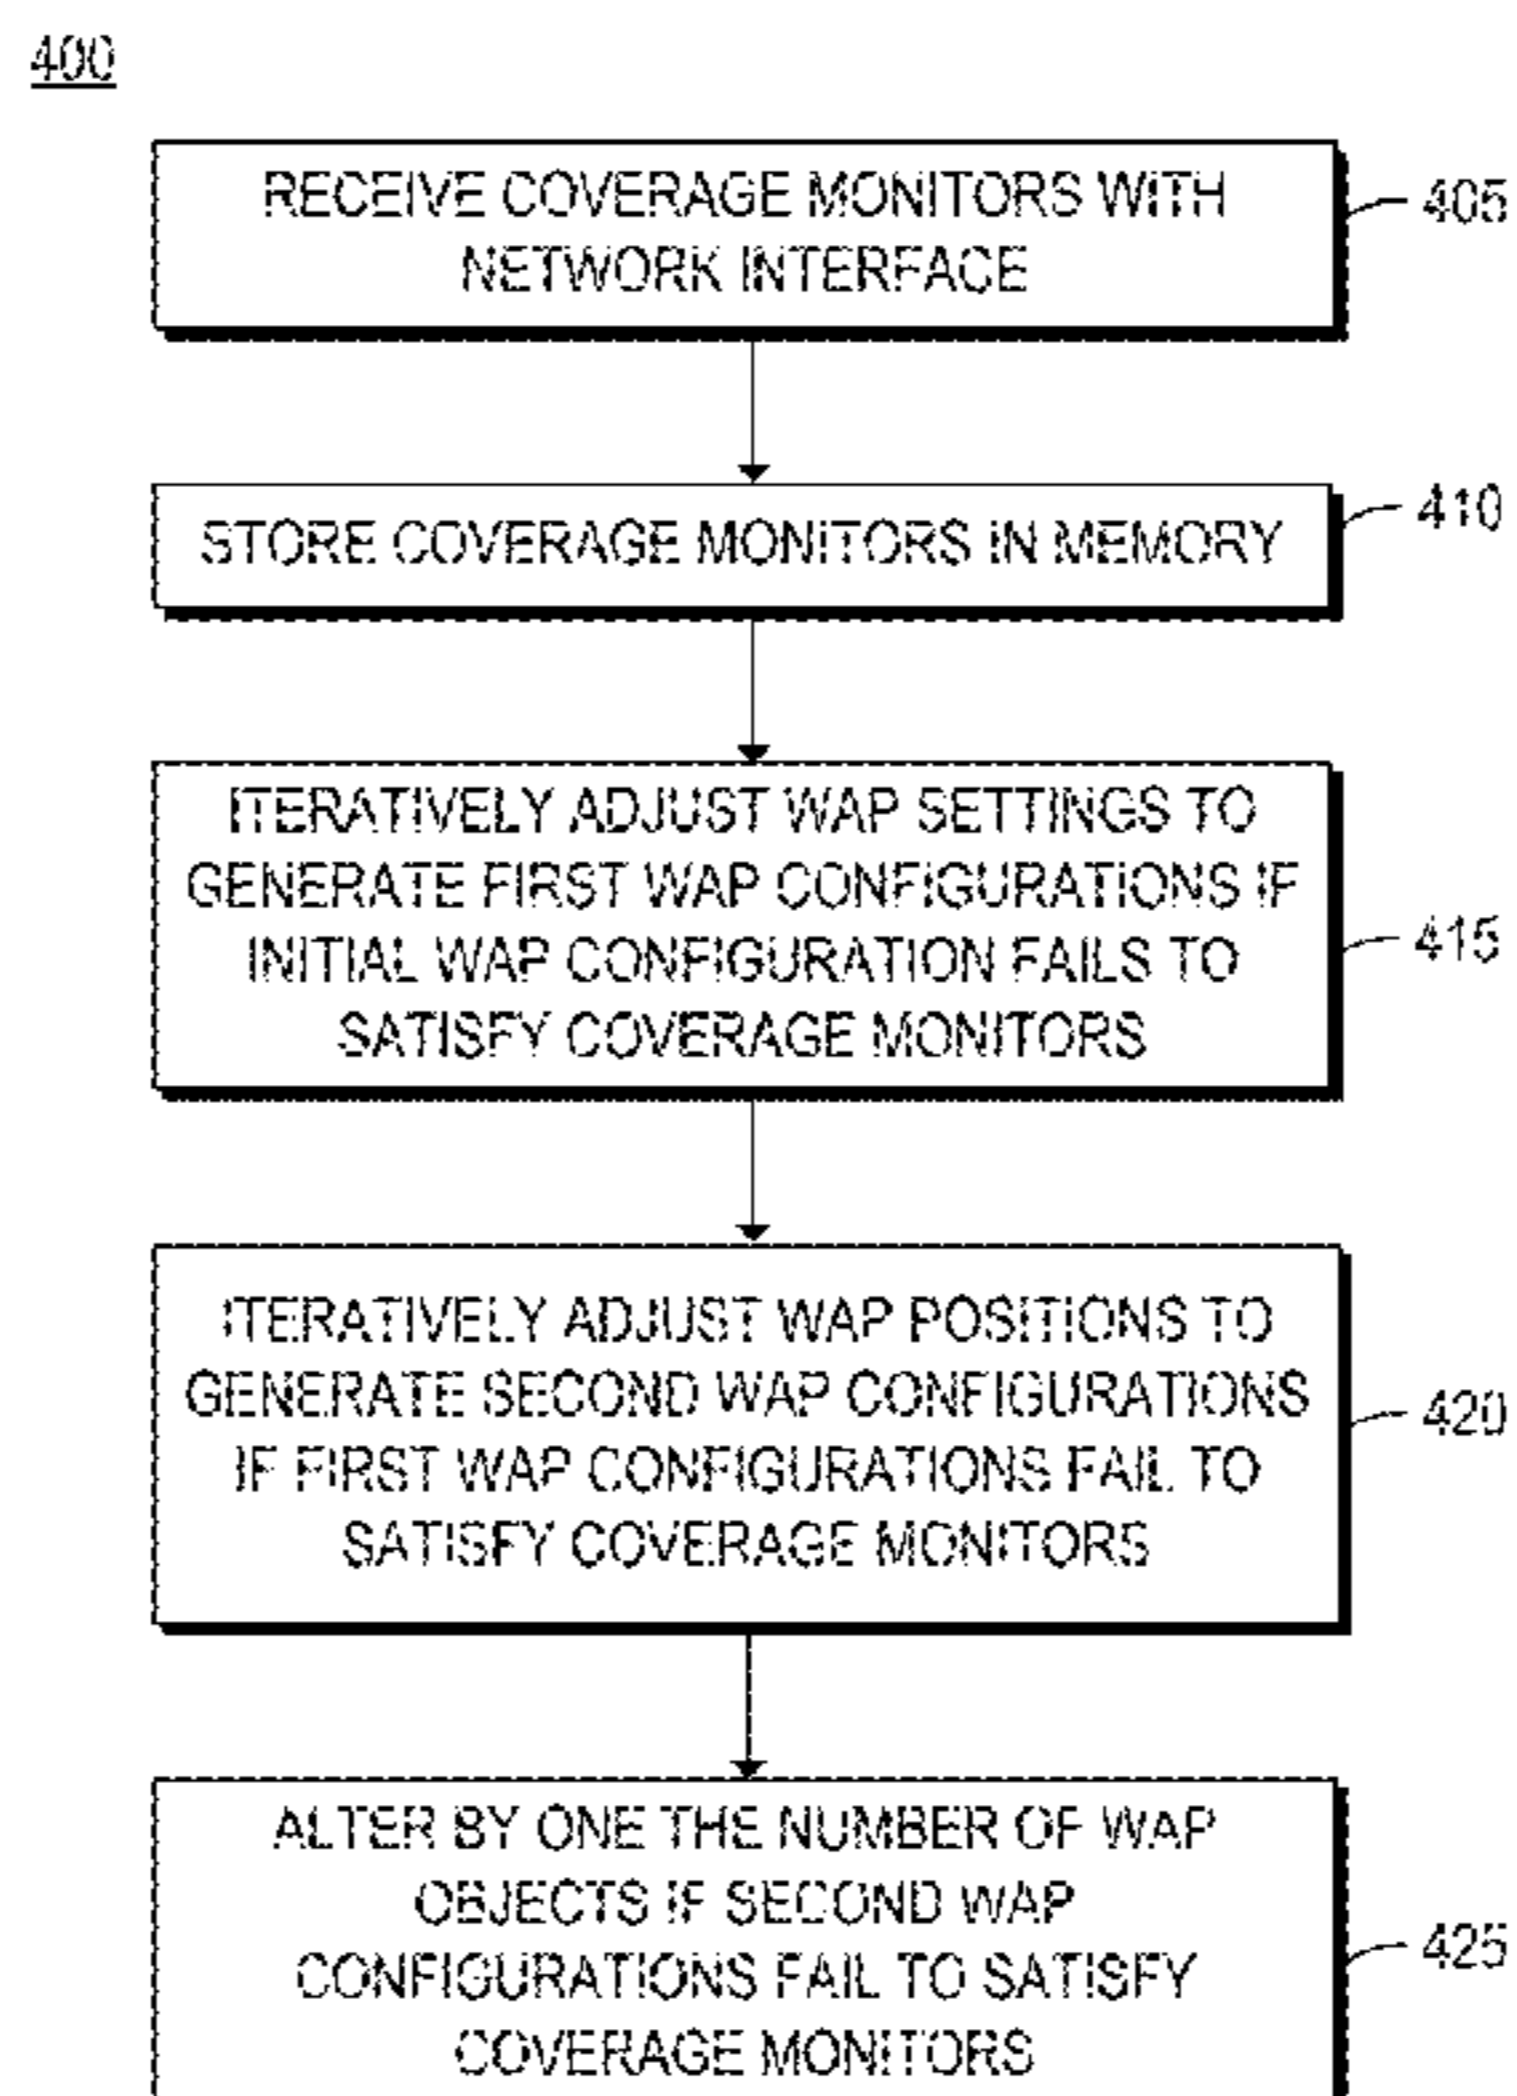 400
RECEIVE COVERAGE MONITORS WITH
NETWORK INTERFACE
405
STORE COVERAGE MONITORS IN MEMORY
410
ITERATIVELY ADJUST WAP SETTINGS TO
GENERATE FIRST WAP CONFIGURATIONS IF
INITIAL WAP CONFIGURATION FAILS TO
SATISFY COVERAGE MONITORS
415
ITERATIVELY ADJUST WAP POSITIONS TO
GENERATE SECOND WAP CONFIGURATIONS
IF FIRST WAP CONFIGURATIONS FAIL TO
SATISFY COVERAGE MONITORS
420
ALTER BY ONE THE NUMBER OF WAP
OBJECTS IF SECOND WAP
CONFIGURATIONS FAIL TO SATISFY
COVERAGE MONITORS
425